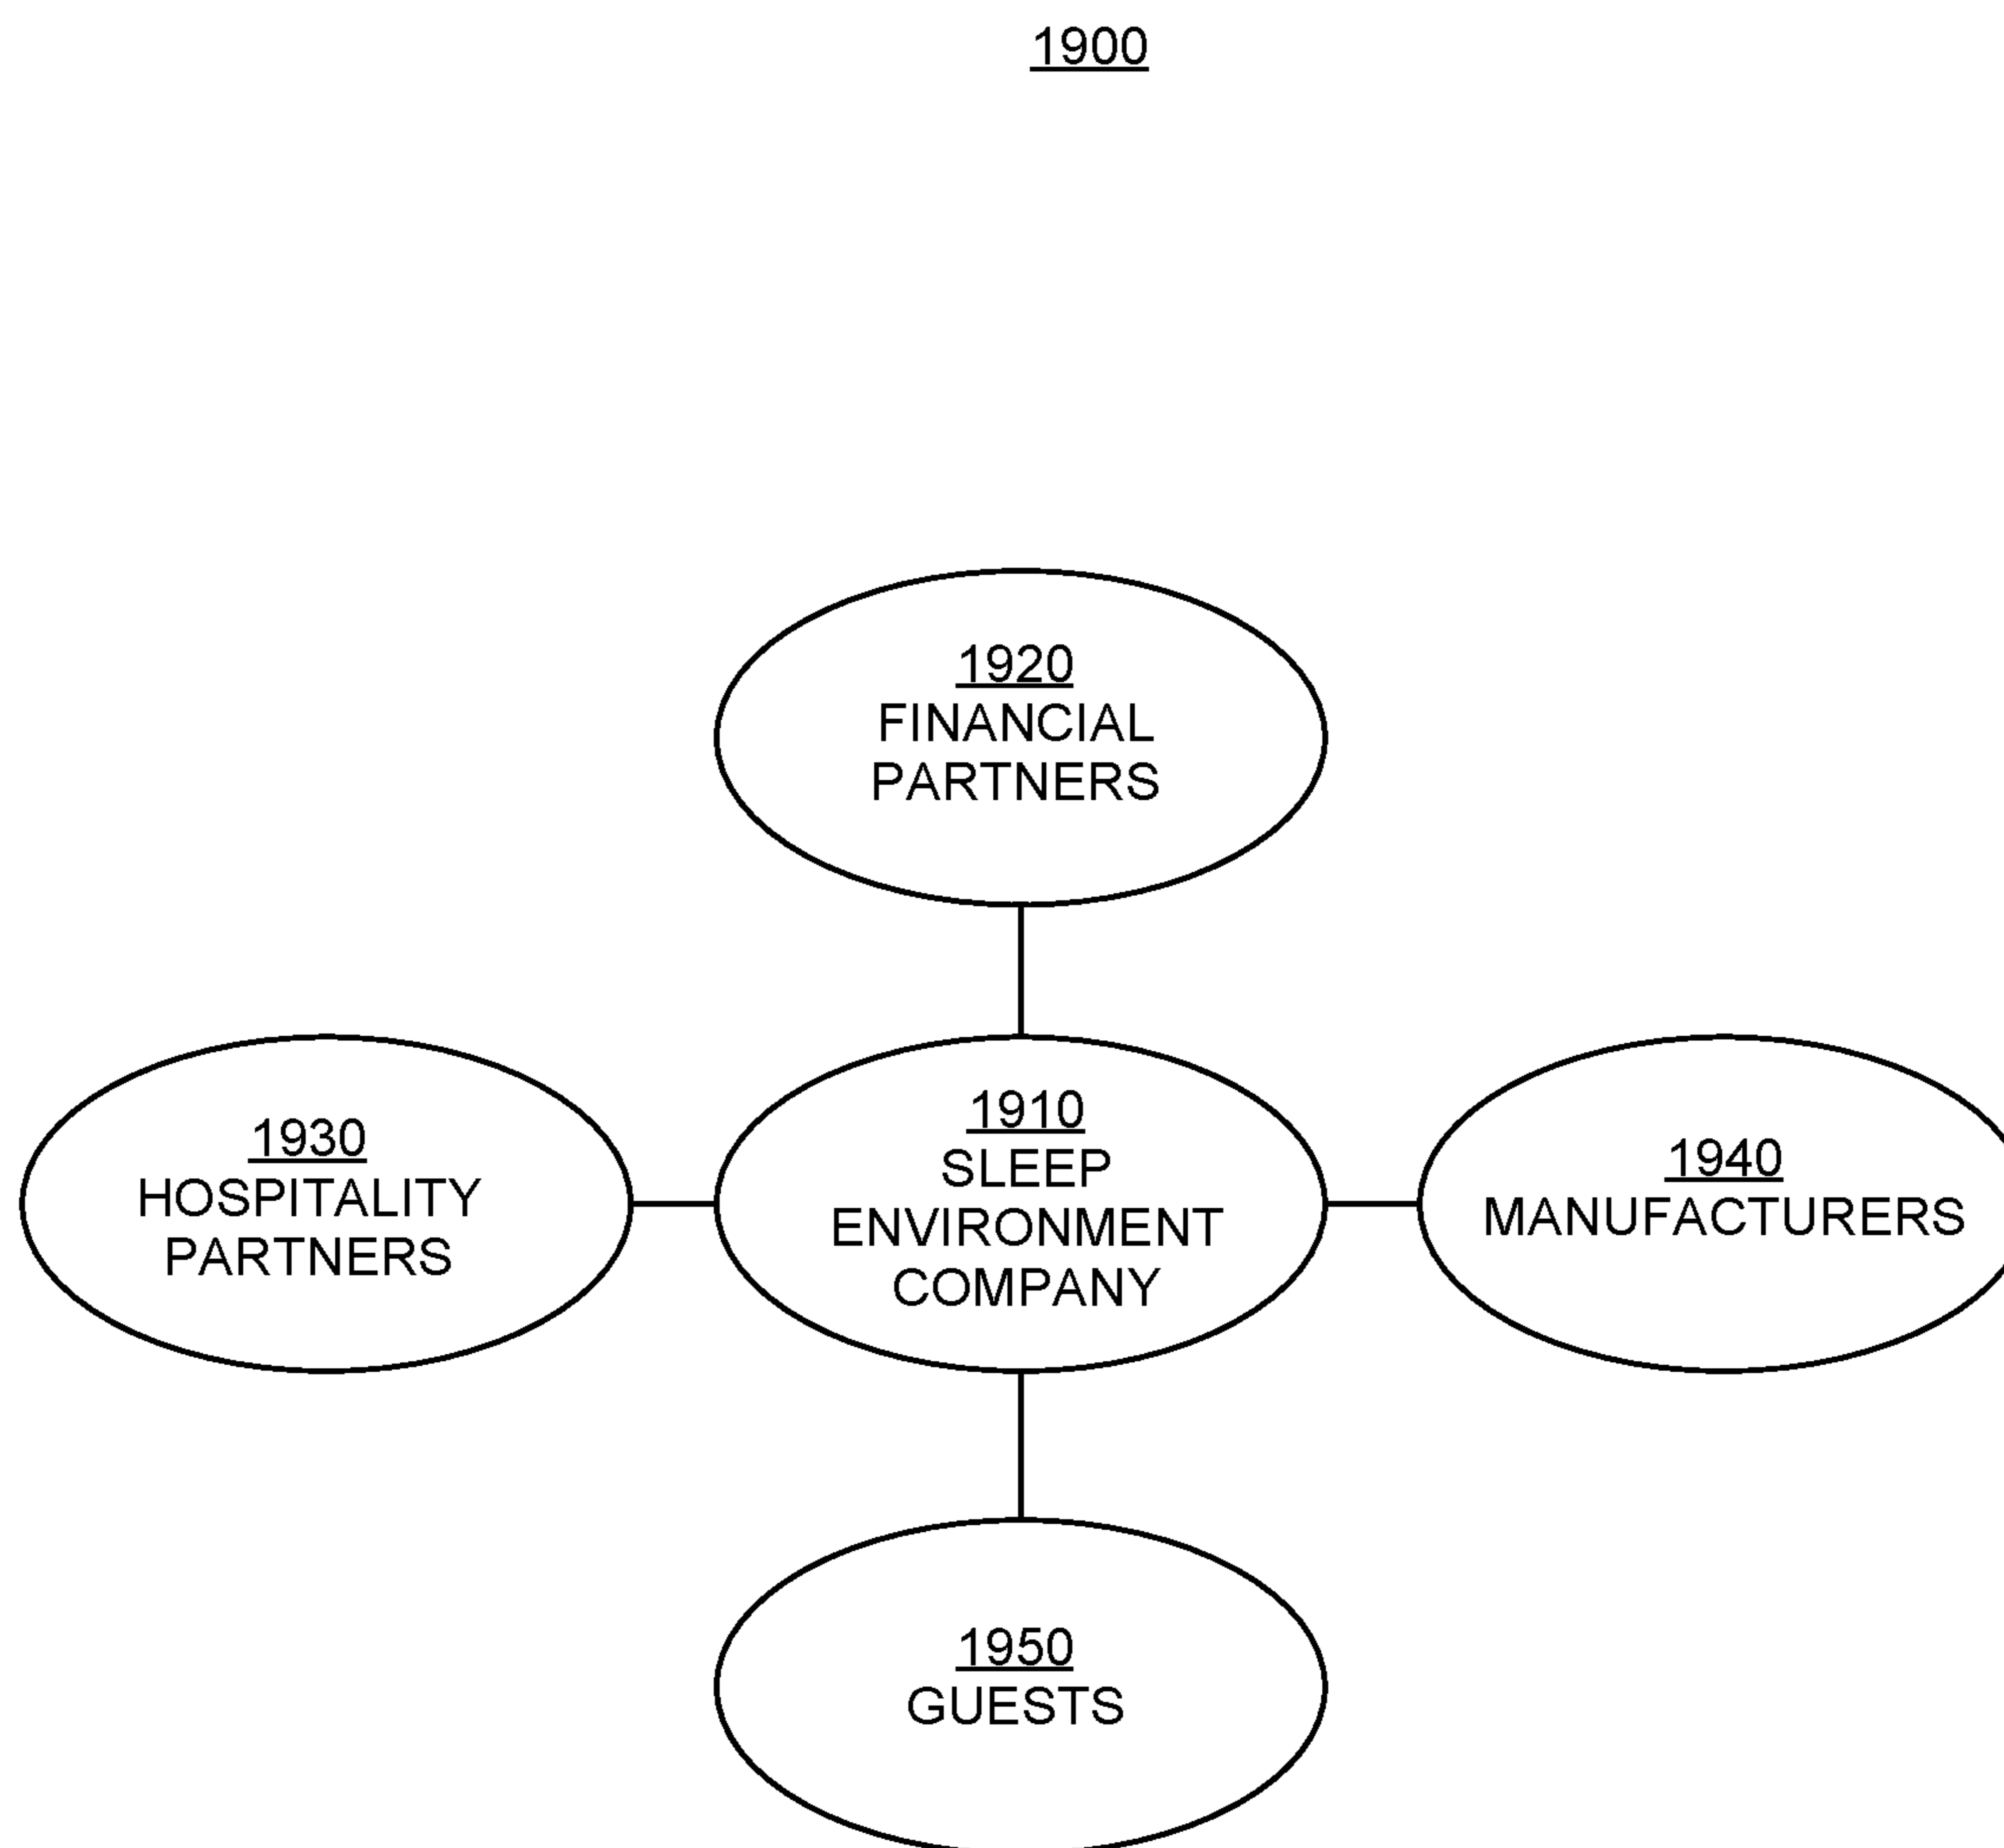 1900
1920
FINANCIAL
PARTNERS
1930
HOSPITALITY
PARTNERS
1910
SLEEP
ENVIRONMENT
COMPANY
1940
MANUFACTURERS
1950
GUESTS